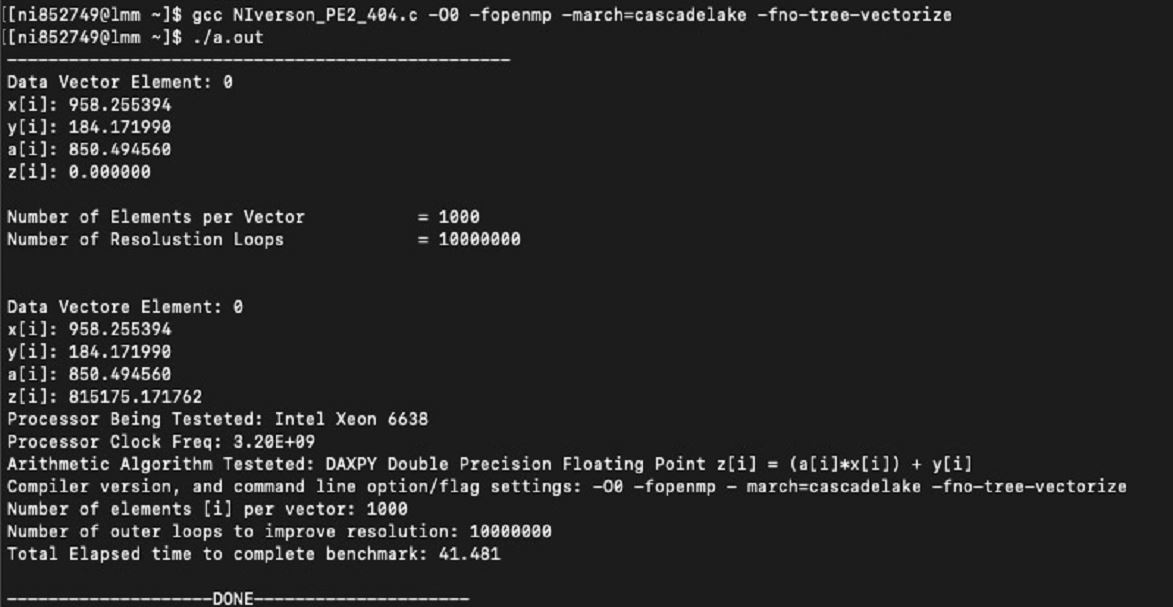 [[ni852749@lmm ~]$ gcc NIverson_PE2_404.c -O0 -fopenmp -march=cascadelake -fno-tree-vectorize
[[ni852749@lmm ~]$ ./a.out
-------------------------------------------------
Data Vector Element: 0
x[i]: 958.255394
y[i]: 184.171990
a[i]: 850.494560
z[i]: 0.000000
Number of Elements per Vector = 1000
Number of Resolustion Loops = 10000000
Data Vectore Element: 0
x[i]: 958.255394
y[i]: 184.171990
a[i]: 850.494560
z[i]: 815175.171762
Processor Being Testeted: Intel Xeon 6638
Processor Clock Freq: 3.20E+09
Arithmetic Algorithm Testeted: DAXPY Double Precision Floating Point z[i] = (a[i]*x[i]) + y[i]
Compiler version, and command line option/flag settings: -O0 -fopenmp - march=cascadelake -fno-tree-vectorize
Number of elements [i] per vector: 1000
Number of outer loops to improve resolution: 10000000
Total Elapsed time to complete benchmark: 41.481
--------------------DONE---------------------